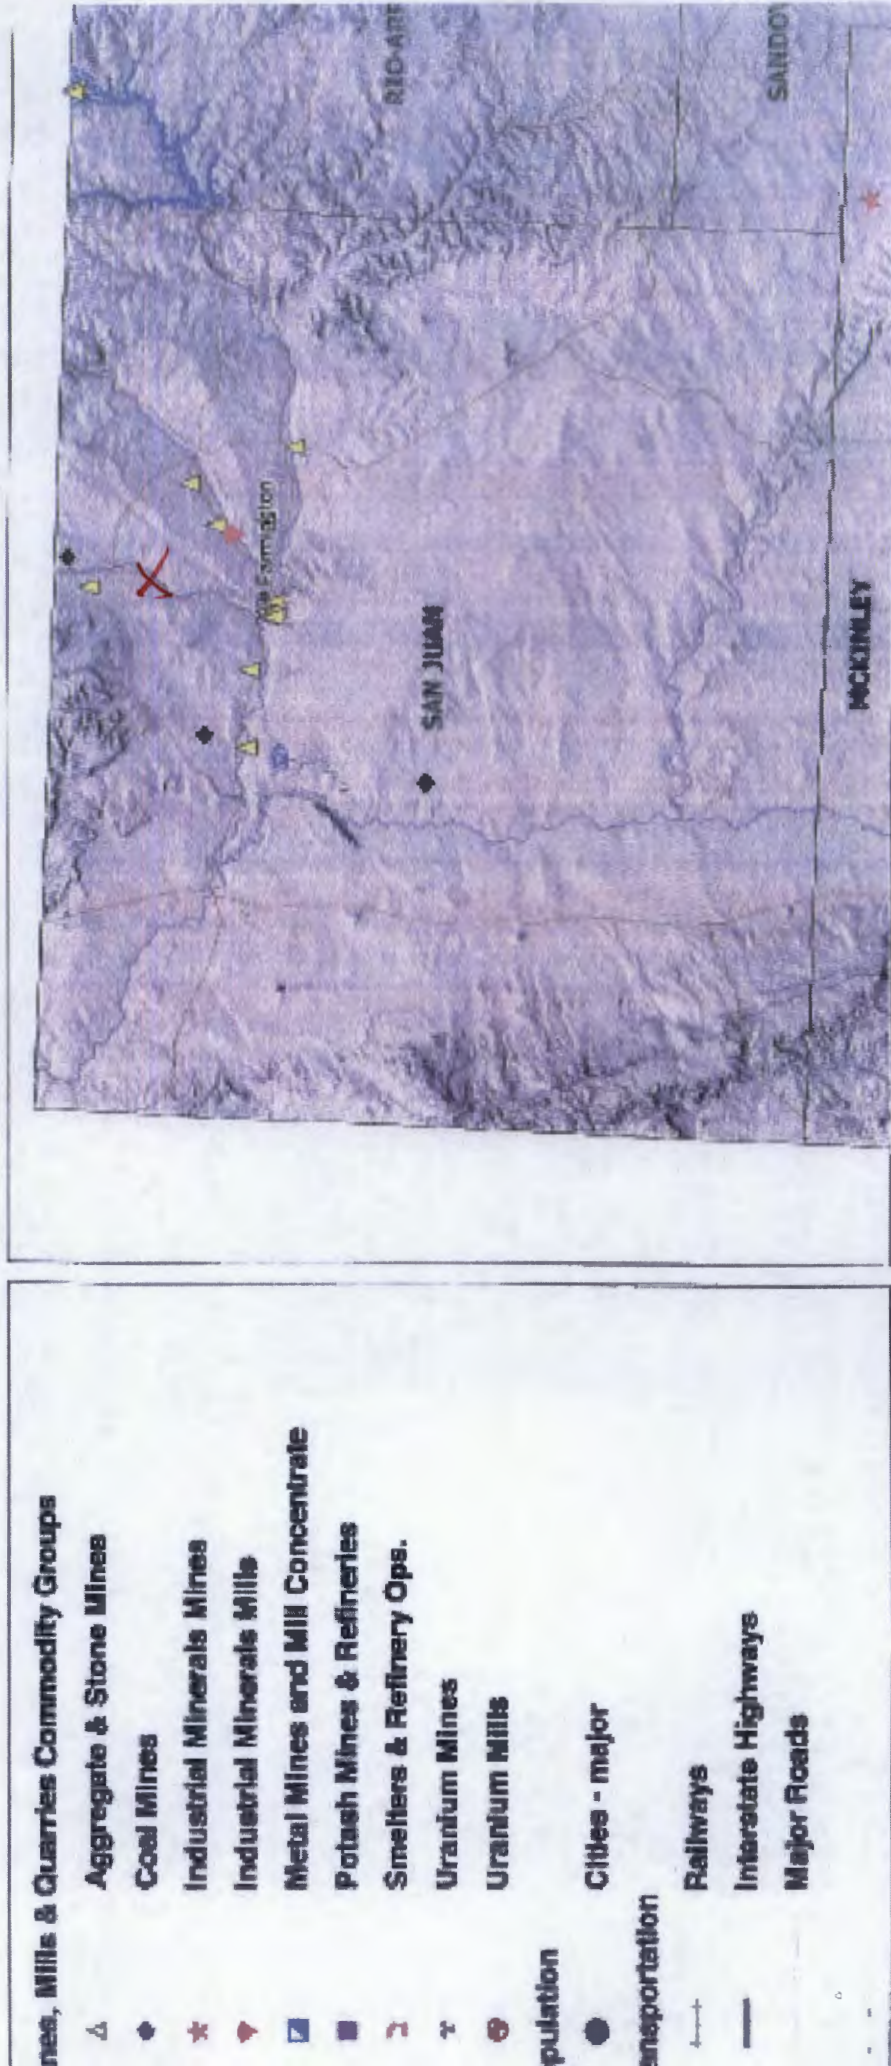 nes, Mills & Quarries Commodity Groups
Aggregate & Stone Mines
Coal Mines
Industrial Minerals Mines
Industrial Minerals Mills
Metal Mines and Mill Concentrate
Potash Mines & Refineries
Smelters & Refinery Ops.
Uranium Mines
Uranium Mills
pulation
Cities - major
ansportation
Railways
Interstate Highways
Major Roads
RIO ARR
SANDOV
Farmington
SAN JUAN
MCKINLEY